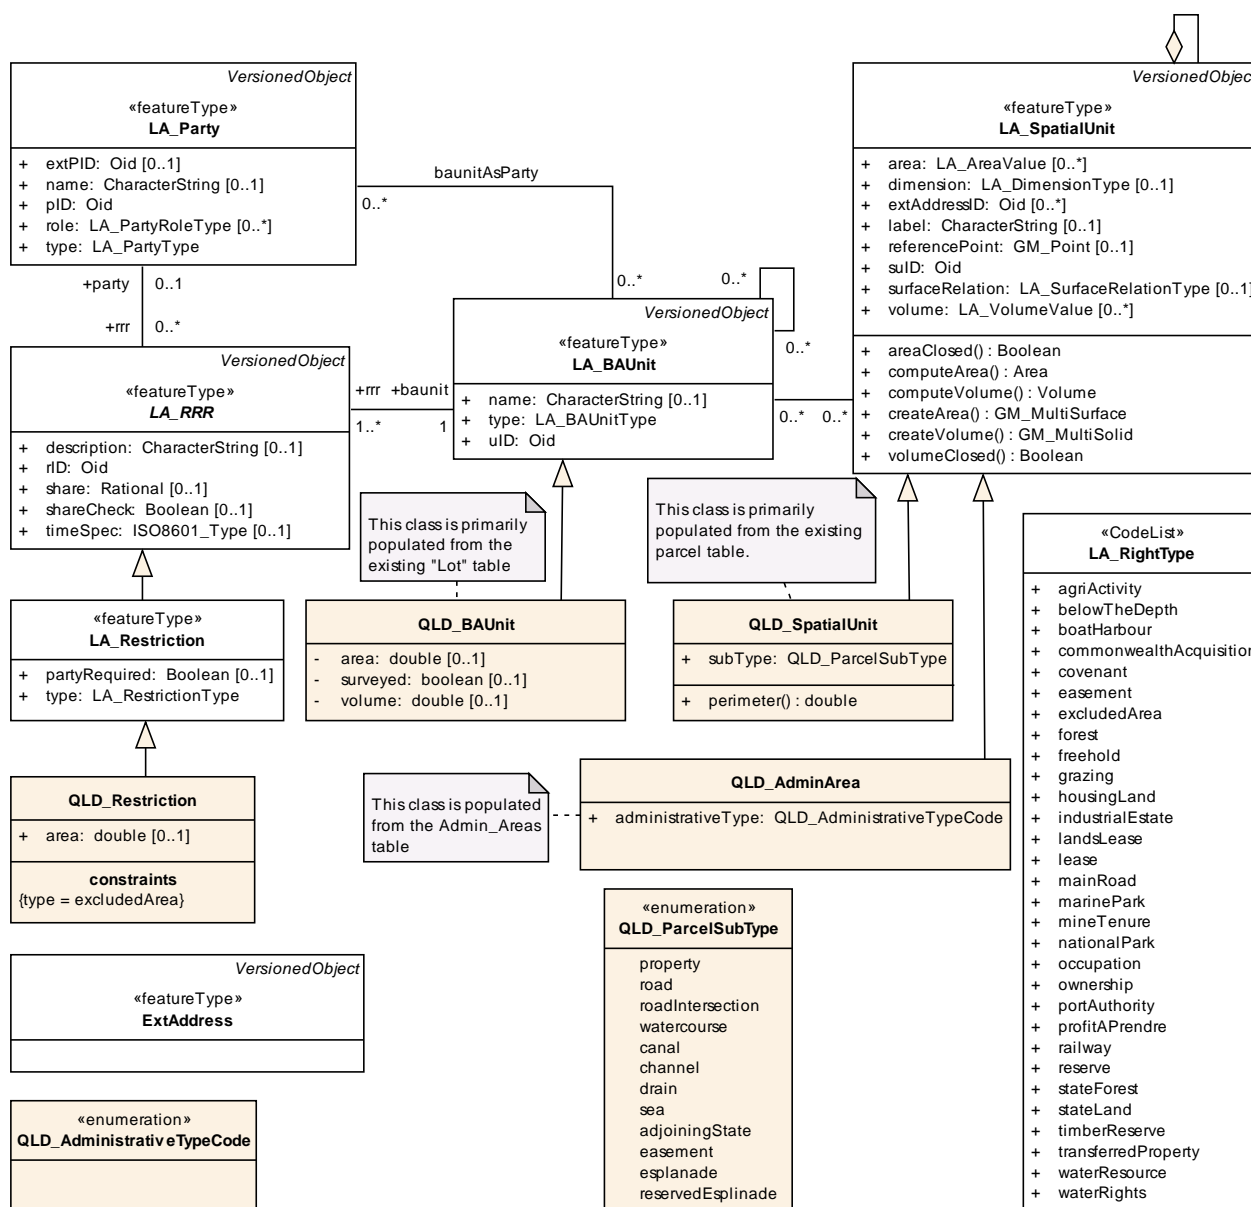 VersionedObject
«featureType»
LA_Party
+ extPID: Oid [0..1]
+ name: CharacterString [0..1]
+ pID: Oid
+ role: LA_PartyRoleType [0..*]
+ type: LA_PartyType
baunitAsParty
0..*
0..*
+party 0..1
+rrr 0..*
VersionedObject
«featureType»
LA_RRR
+ description: CharacterString [0..1]
+ rID: Oid
+ share: Rational [0..1]
+ shareCheck: Boolean [0..1]
+ timeSpec: ISO8601_Type [0..1]
+rrr +baunit
1..* 1
0..*
0..*
VersionedObject
«featureType»
LA_BAUnit
+ name: CharacterString [0..1]
+ type: LA_BAUnitType
+ uID: Oid
0..* 0..*
VersionedObjec
«featureType»
LA_SpatialUnit
+ area: LA_AreaValue [0..*]
+ dimension: LA_DimensionType [0..1]
+ extAddressID: Oid [0..*]
+ label: CharacterString [0..1]
+ referencePoint: GM_Point [0..1]
+ suID: Oid
+ surfaceRelation: LA_SurfaceRelationType [0..1]
+ volume: LA_VolumeValue [0..*]
+ areaClosed() : Boolean
+ computeArea() : Area
+ computeVolume() : Volume
+ createArea() : GM_MultiSurface
+ createVolume() : GM_MultiSolid
+ volumeClosed() : Boolean
This class is primarily
populated from the
existing "Lot" table
This class is primarily
populated from the existing
parcel table.
«featureType»
LA_Restriction
+ partyRequired: Boolean [0..1]
+ type: LA_RestrictionType
QLD_BAUnit
- area: double [0..1]
- surveyed: boolean [0..1]
- volume: double [0..1]
QLD_SpatialUnit
+ subType: QLD_ParcelSubType
+ perimeter() : double
QLD_Restriction
+ area: double [0..1]
constraints
{type = excludedArea}
This class is populated
from the Admin_Areas
table
QLD_AdminArea
+ administrativeType: QLD_AdministrativeTypeCode
VersionedObject
«featureType»
ExtAddress
«enumeration»
QLD_AdministrativeTypeCode
«enumeration»
QLD_ParcelSubType
property
road
roadIntersection
watercourse
canal
channel
drain
sea
adjoiningState
easement
esplanade
reservedEsplinade
«CodeList»
LA_RightType
+ agriActivity
+ belowTheDepth
+ boatHarbour
+ commonwealthAcquisition
+ covenant
+ easement
+ excludedArea
+ forest
+ freehold
+ grazing
+ housingLand
+ industrialEstate
+ landsLease
+ lease
+ mainRoad
+ marinePark
+ mineTenure
+ nationalPark
+ occupation
+ ownership
+ portAuthority
+ profitAPrendre
+ railway
+ reserve
+ stateForest
+ stateLand
+ timberReserve
+ transferredProperty
+ waterResource
+ waterRights